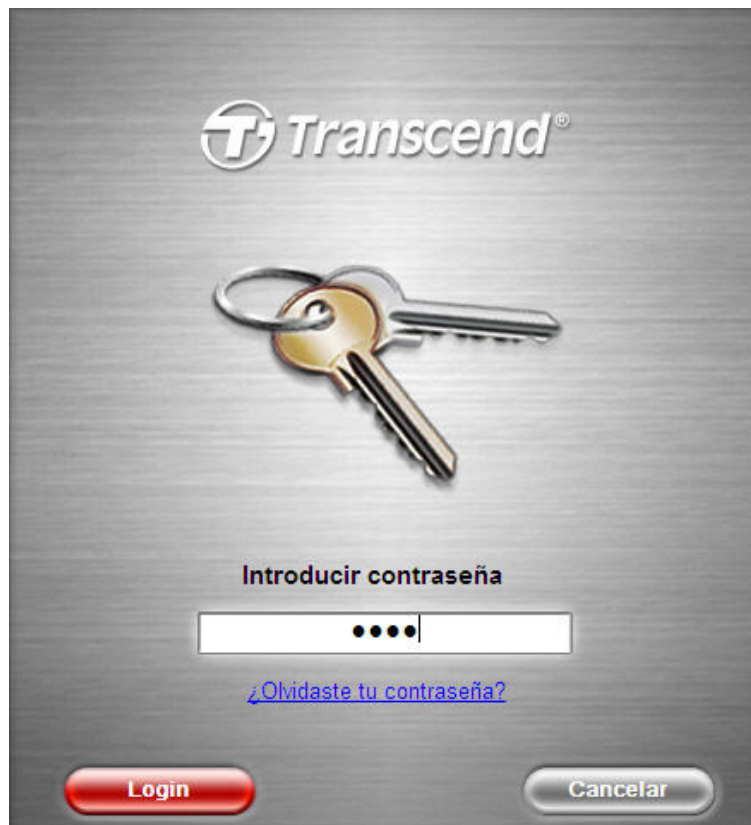 Transcend®
Introducir contraseña
••••
¿Olvidaste tu contraseña?
Login
Cancelar